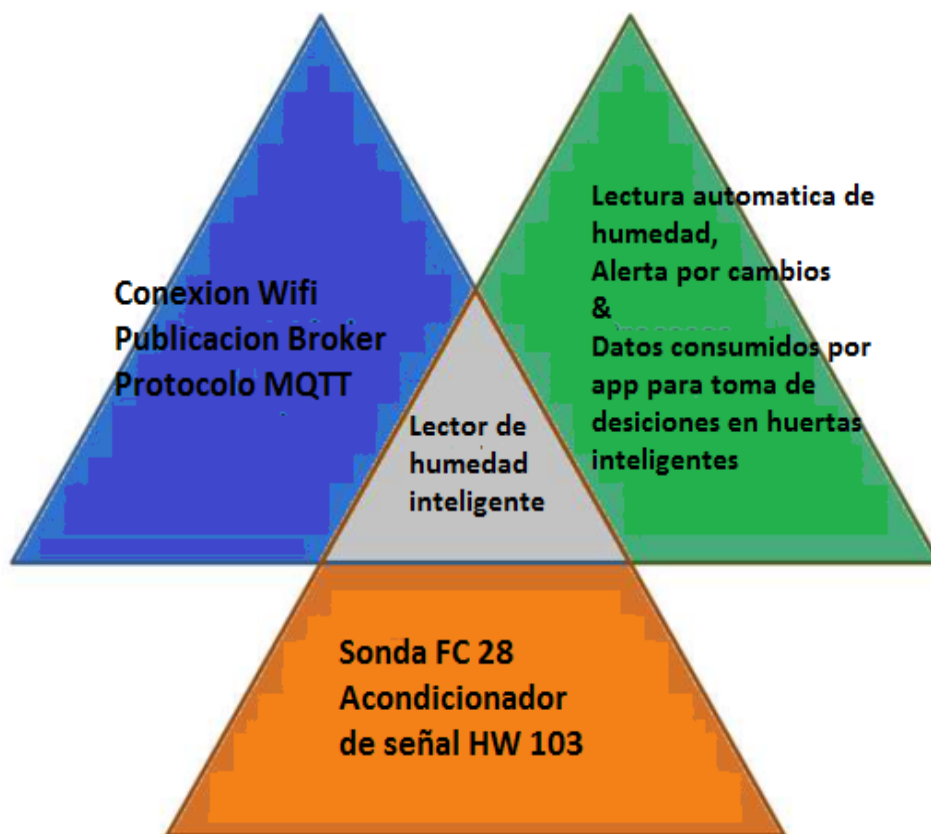 Conexion Wifi
Publicacion Broker
Protocolo MQTT
Lectura automatica de
humedad,
Alerta por cambios
&
Datos consumidos por
app para toma de
desiciones en huertas
inteligentes
Lector de
humedad
inteligente
Sonda FC 28
Acondicionador
de señal HW 103